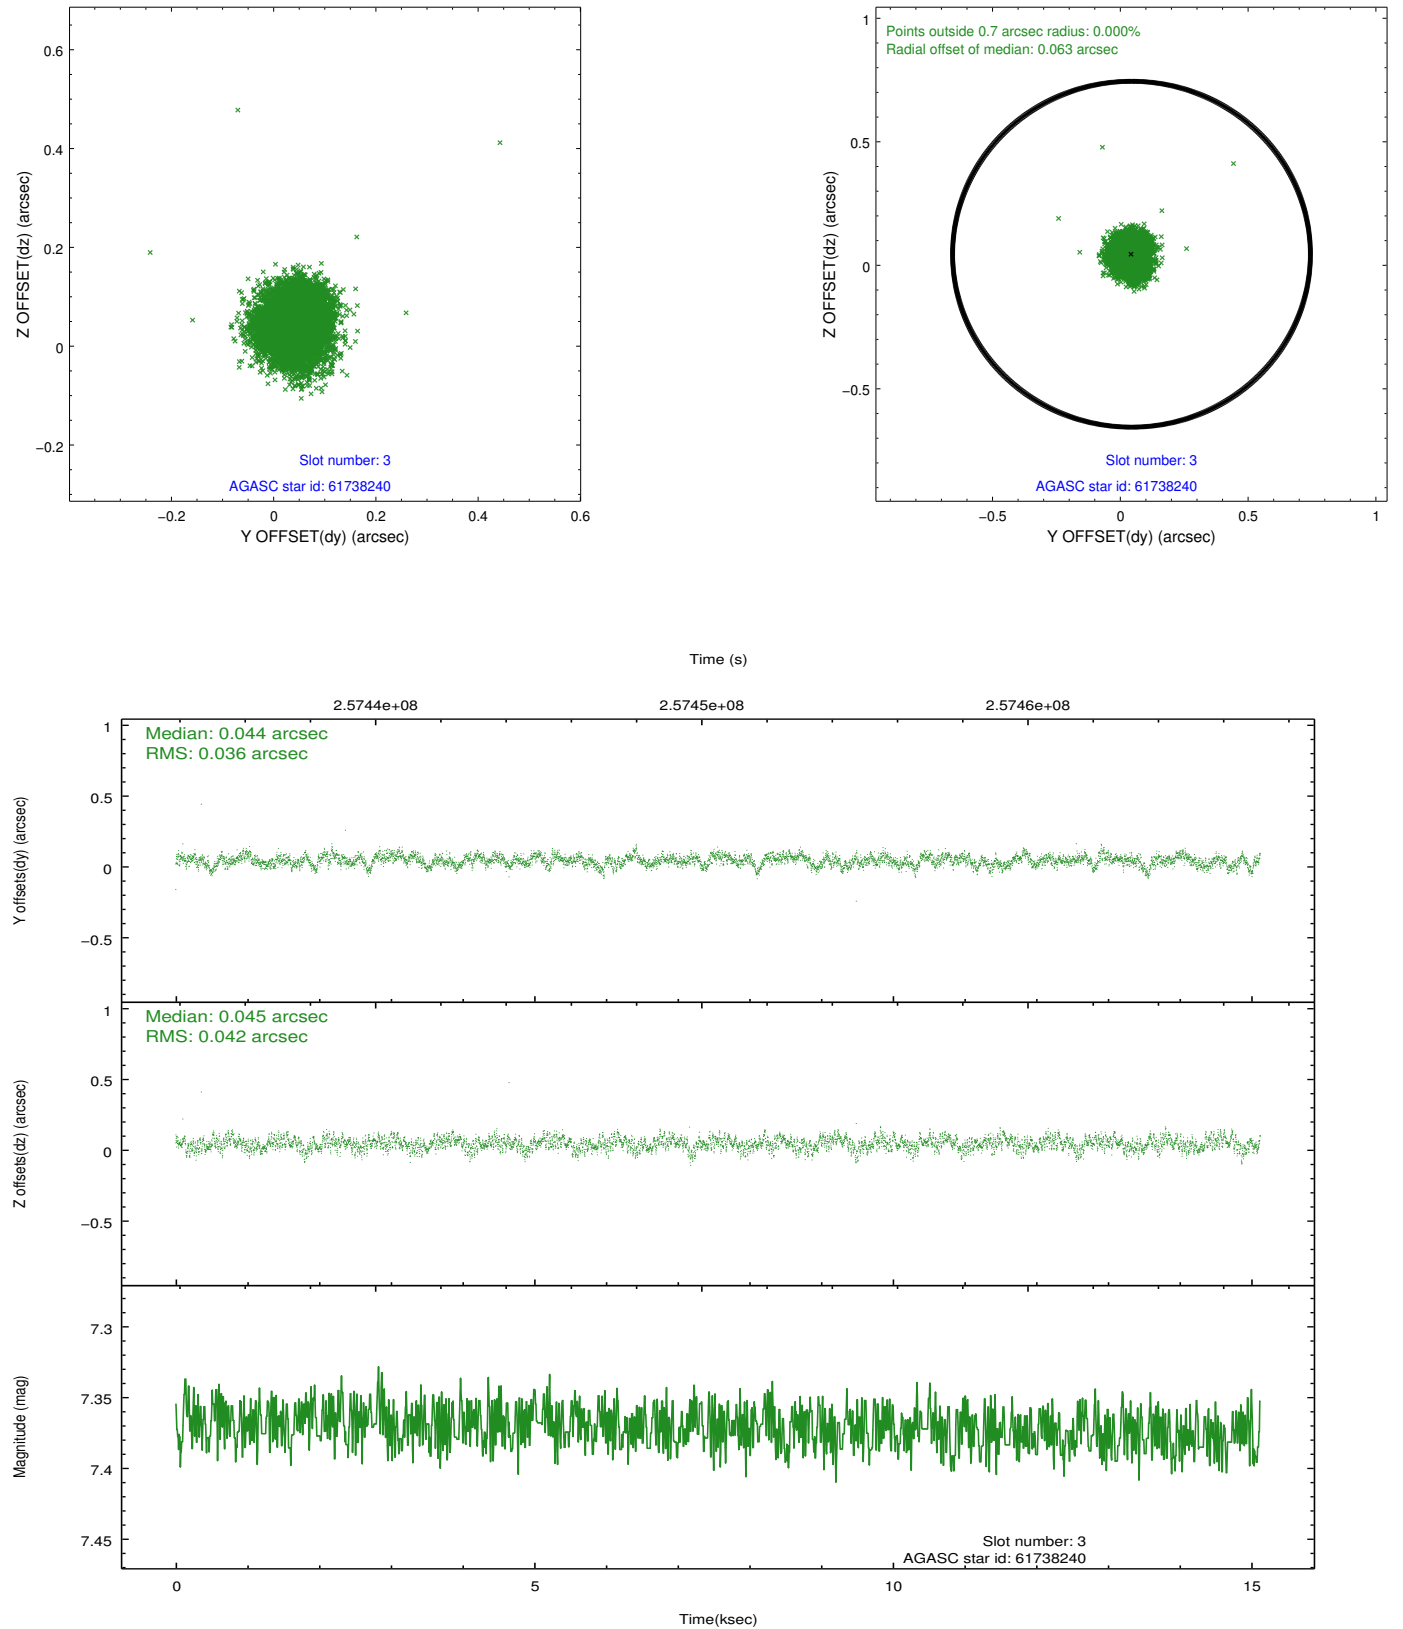 0.6
0.4
0.2
0
−0.2
Z OFFSET(dz) (arcsec)
Slot number: 3
AGASC star id: 61738240
−0.2 0 0.2 0.4 0.6
Y OFFSET(dy) (arcsec)
1
0.5
0
−0.5
Z OFFSET(dz) (arcsec)
Points outside 0.7 arcsec radius: 0.000%
Radial offset of median: 0.063 arcsec
Slot number: 3
AGASC star id: 61738240
−0.5 0 0.5 1
Y OFFSET(dy) (arcsec)
Time (s)
2.5744e+08 2.5745e+08 2.5746e+08
1
0.5
0
−0.5
Y offsets(dy) (arcsec)
Median: 0.044 arcsec
RMS: 0.036 arcsec
1
0.5
0
−0.5
Z offsets(dz) (arcsec)
Median: 0.045 arcsec
RMS: 0.042 arcsec
7.3
7.35
7.4
7.45
Magnitude (mag)
Slot number: 3
AGASC star id: 61738240
0 5 10 15
Time(ksec)